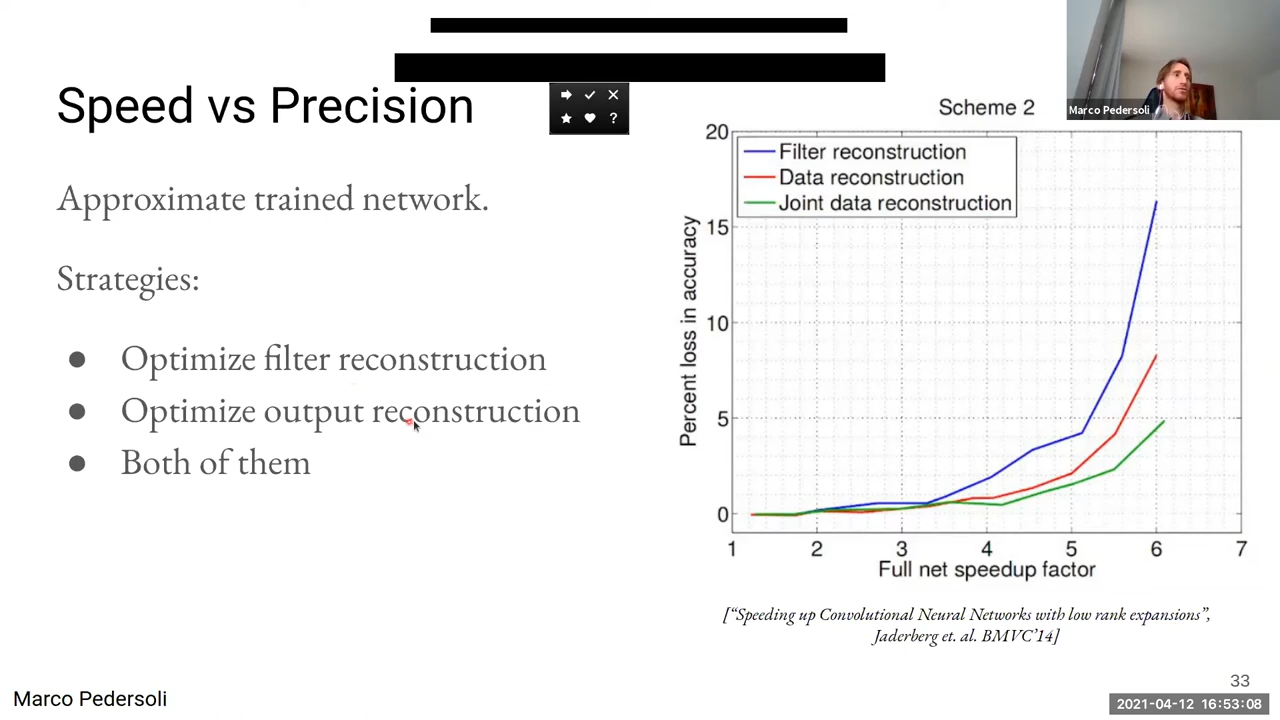 Speed vs Precision
Approximate trained network.
Strategies:
● Optimize filter reconstruction
● Optimize output reconstruction
● Both of them
Scheme 2
Filter reconstruction
Data reconstruction
Joint data reconstruction
Percent loss in accuracy
20
15
10
5
0
1 2 3 4 5 6 7
Full net speedup factor
[“Speeding up Convolutional Neural Networks with low rank expansions”,
Jaderberg et. al. BMVC’14]
Marco Pedersoli
33
Marco Pedersoli
2021-04-12 16:53:08